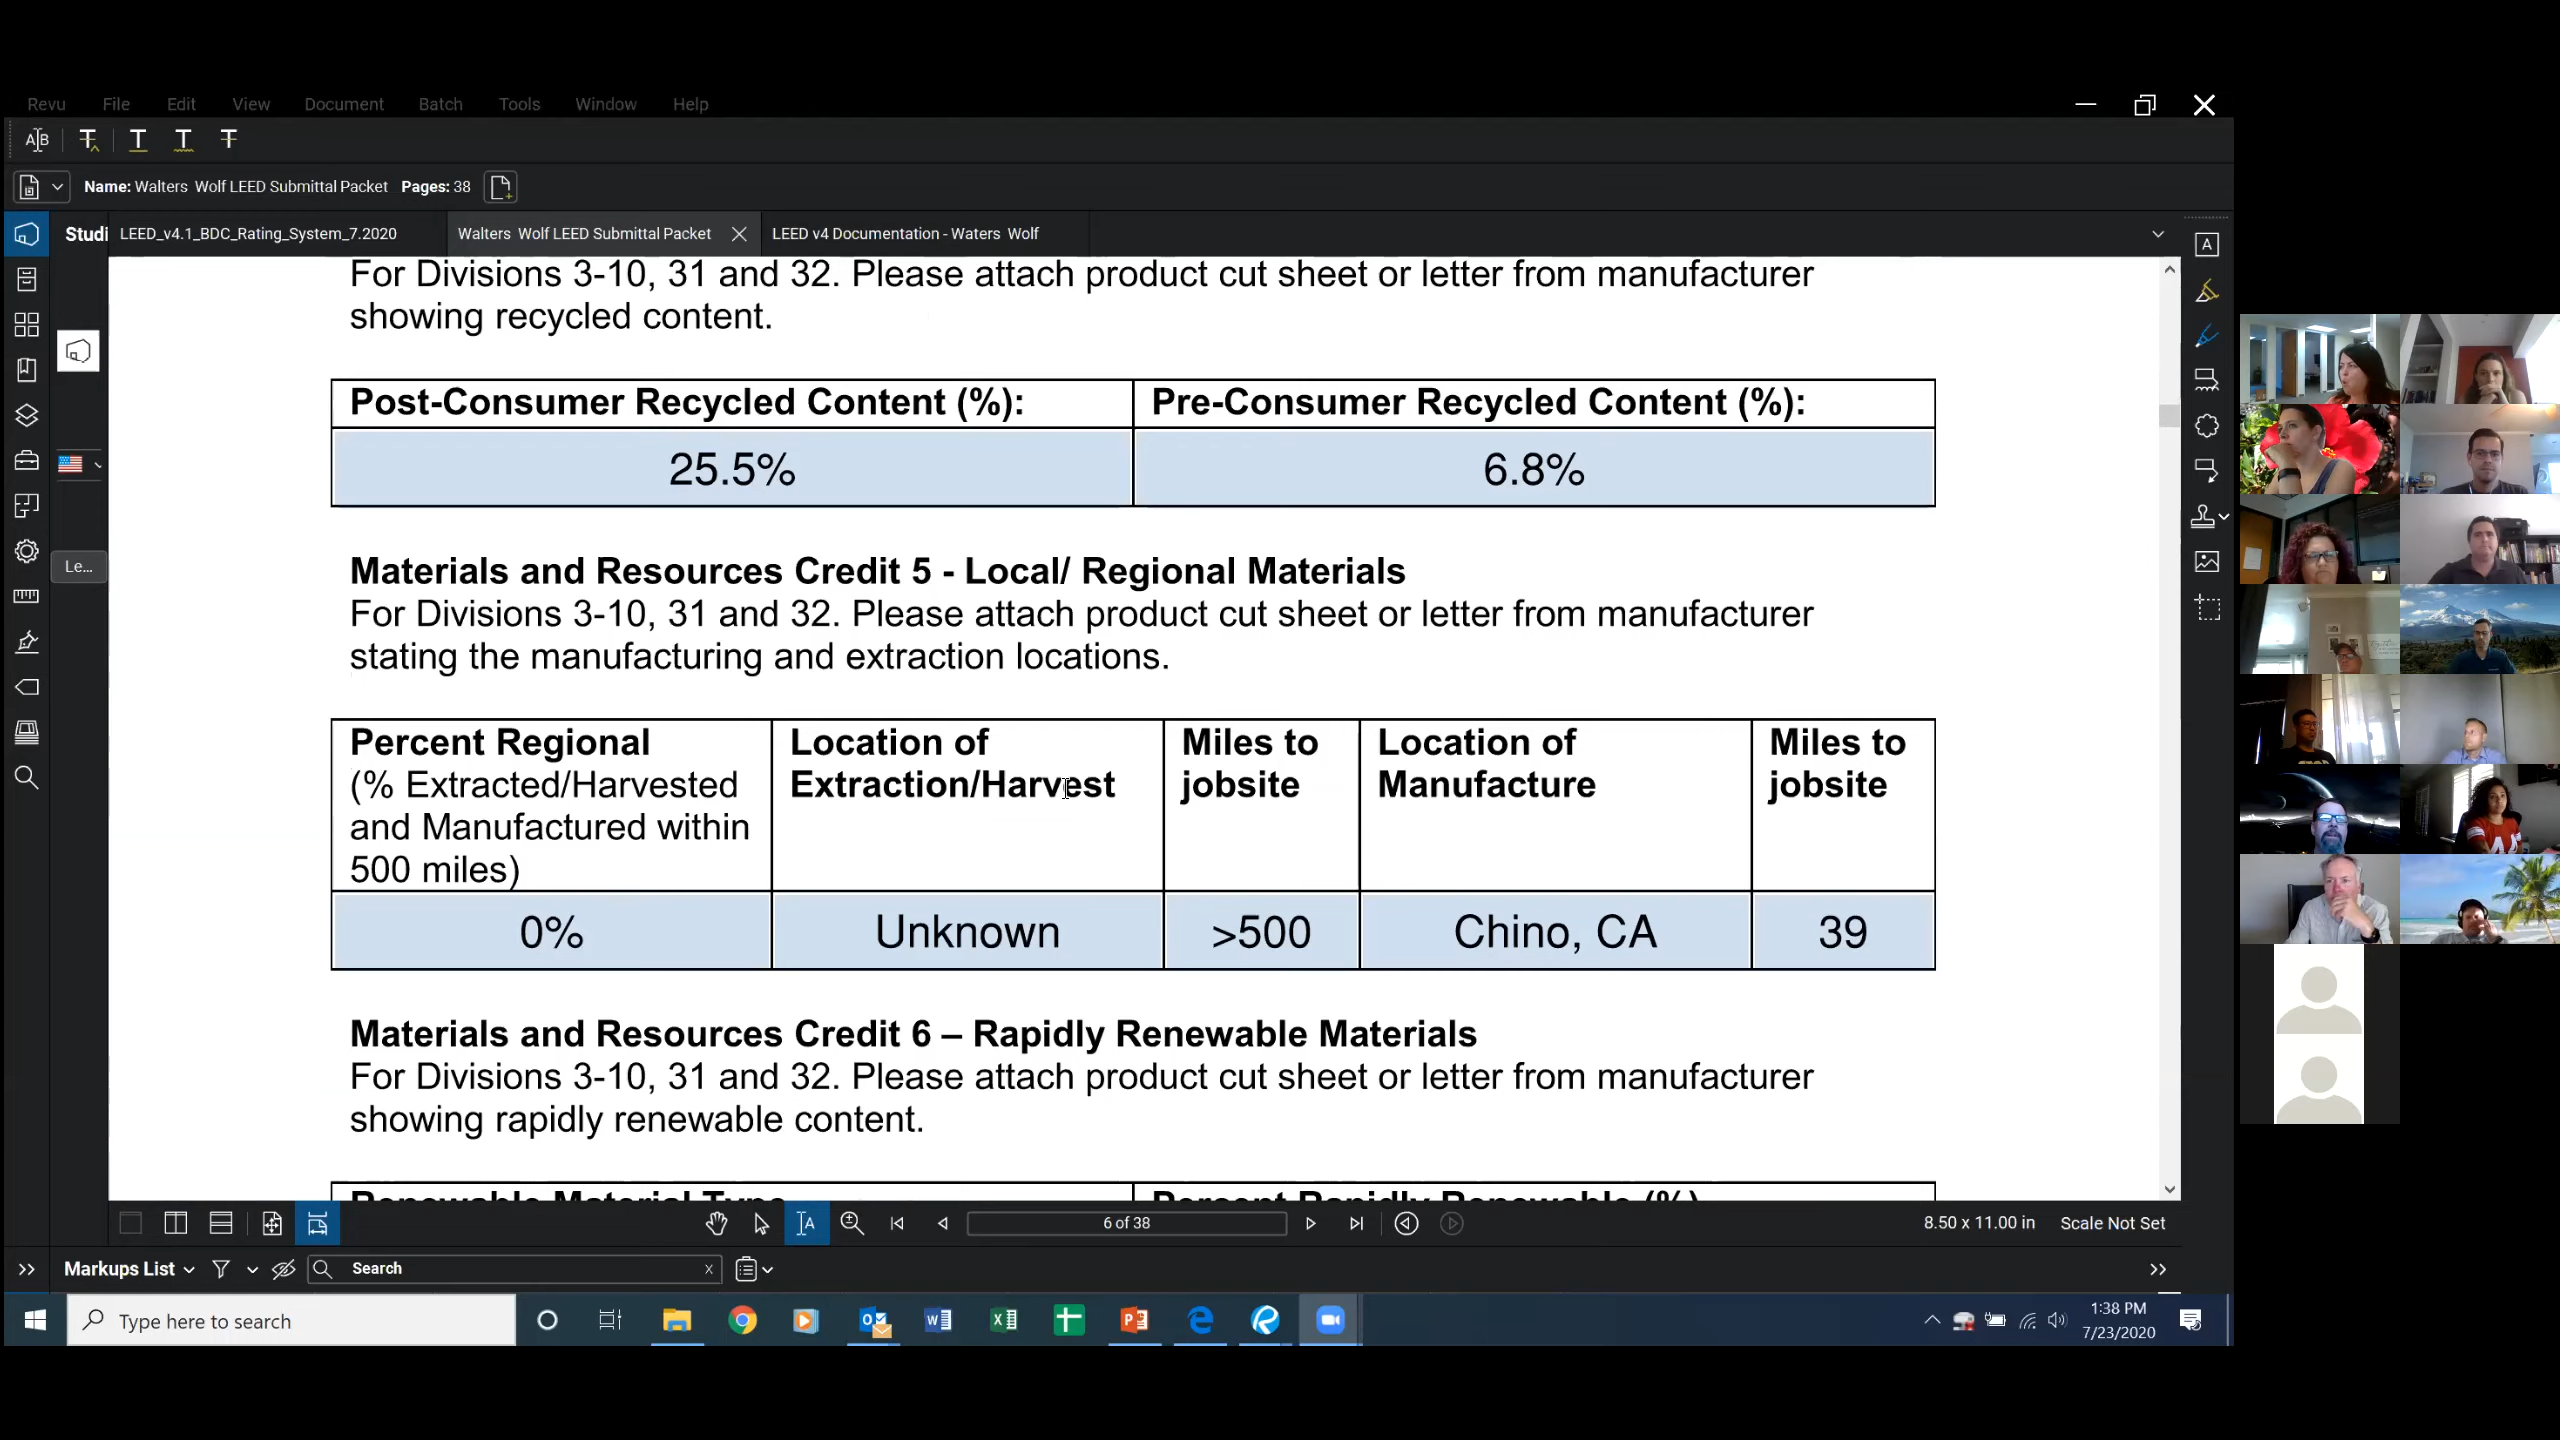 Revu File Edit View Document Batch Tools Window Help
Name: Walters Wolf LEED Submittal Packet Pages: 38
Studi LEED_v4.1_BDC_Rating_System_7.2020 Walters Wolf LEED Submittal Packet LEED v4 Documentation - Waters Wolf
For Divisions 3-10, 31 and 32. Please attach product cut sheet or letter from manufacturer
showing recycled content.
Post-Consumer Recycled Content (%): Pre-Consumer Recycled Content (%):
25.5% 6.8%
Le...
Materials and Resources Credit 5 - Local/ Regional Materials
For Divisions 3-10, 31 and 32. Please attach product cut sheet or letter from manufacturer
stating the manufacturing and extraction locations.
Percent Regional
(% Extracted/Harvested
and Manufactured within
500 miles)
Location of
Extraction/Harvest
Miles to
jobsite
Location of
Manufacture
Miles to
jobsite
0% Unknown >500 Chino, CA 39
Materials and Resources Credit 6 – Rapidly Renewable Materials
For Divisions 3-10, 31 and 32. Please attach product cut sheet or letter from manufacturer
showing rapidly renewable content.
Renewable Material Type Percent Rapidly Renewable (%)
6 of 38 8.50 x 11.00 in Scale Not Set
Markups List Search x
Type here to search
1:38 PM
7/23/2020